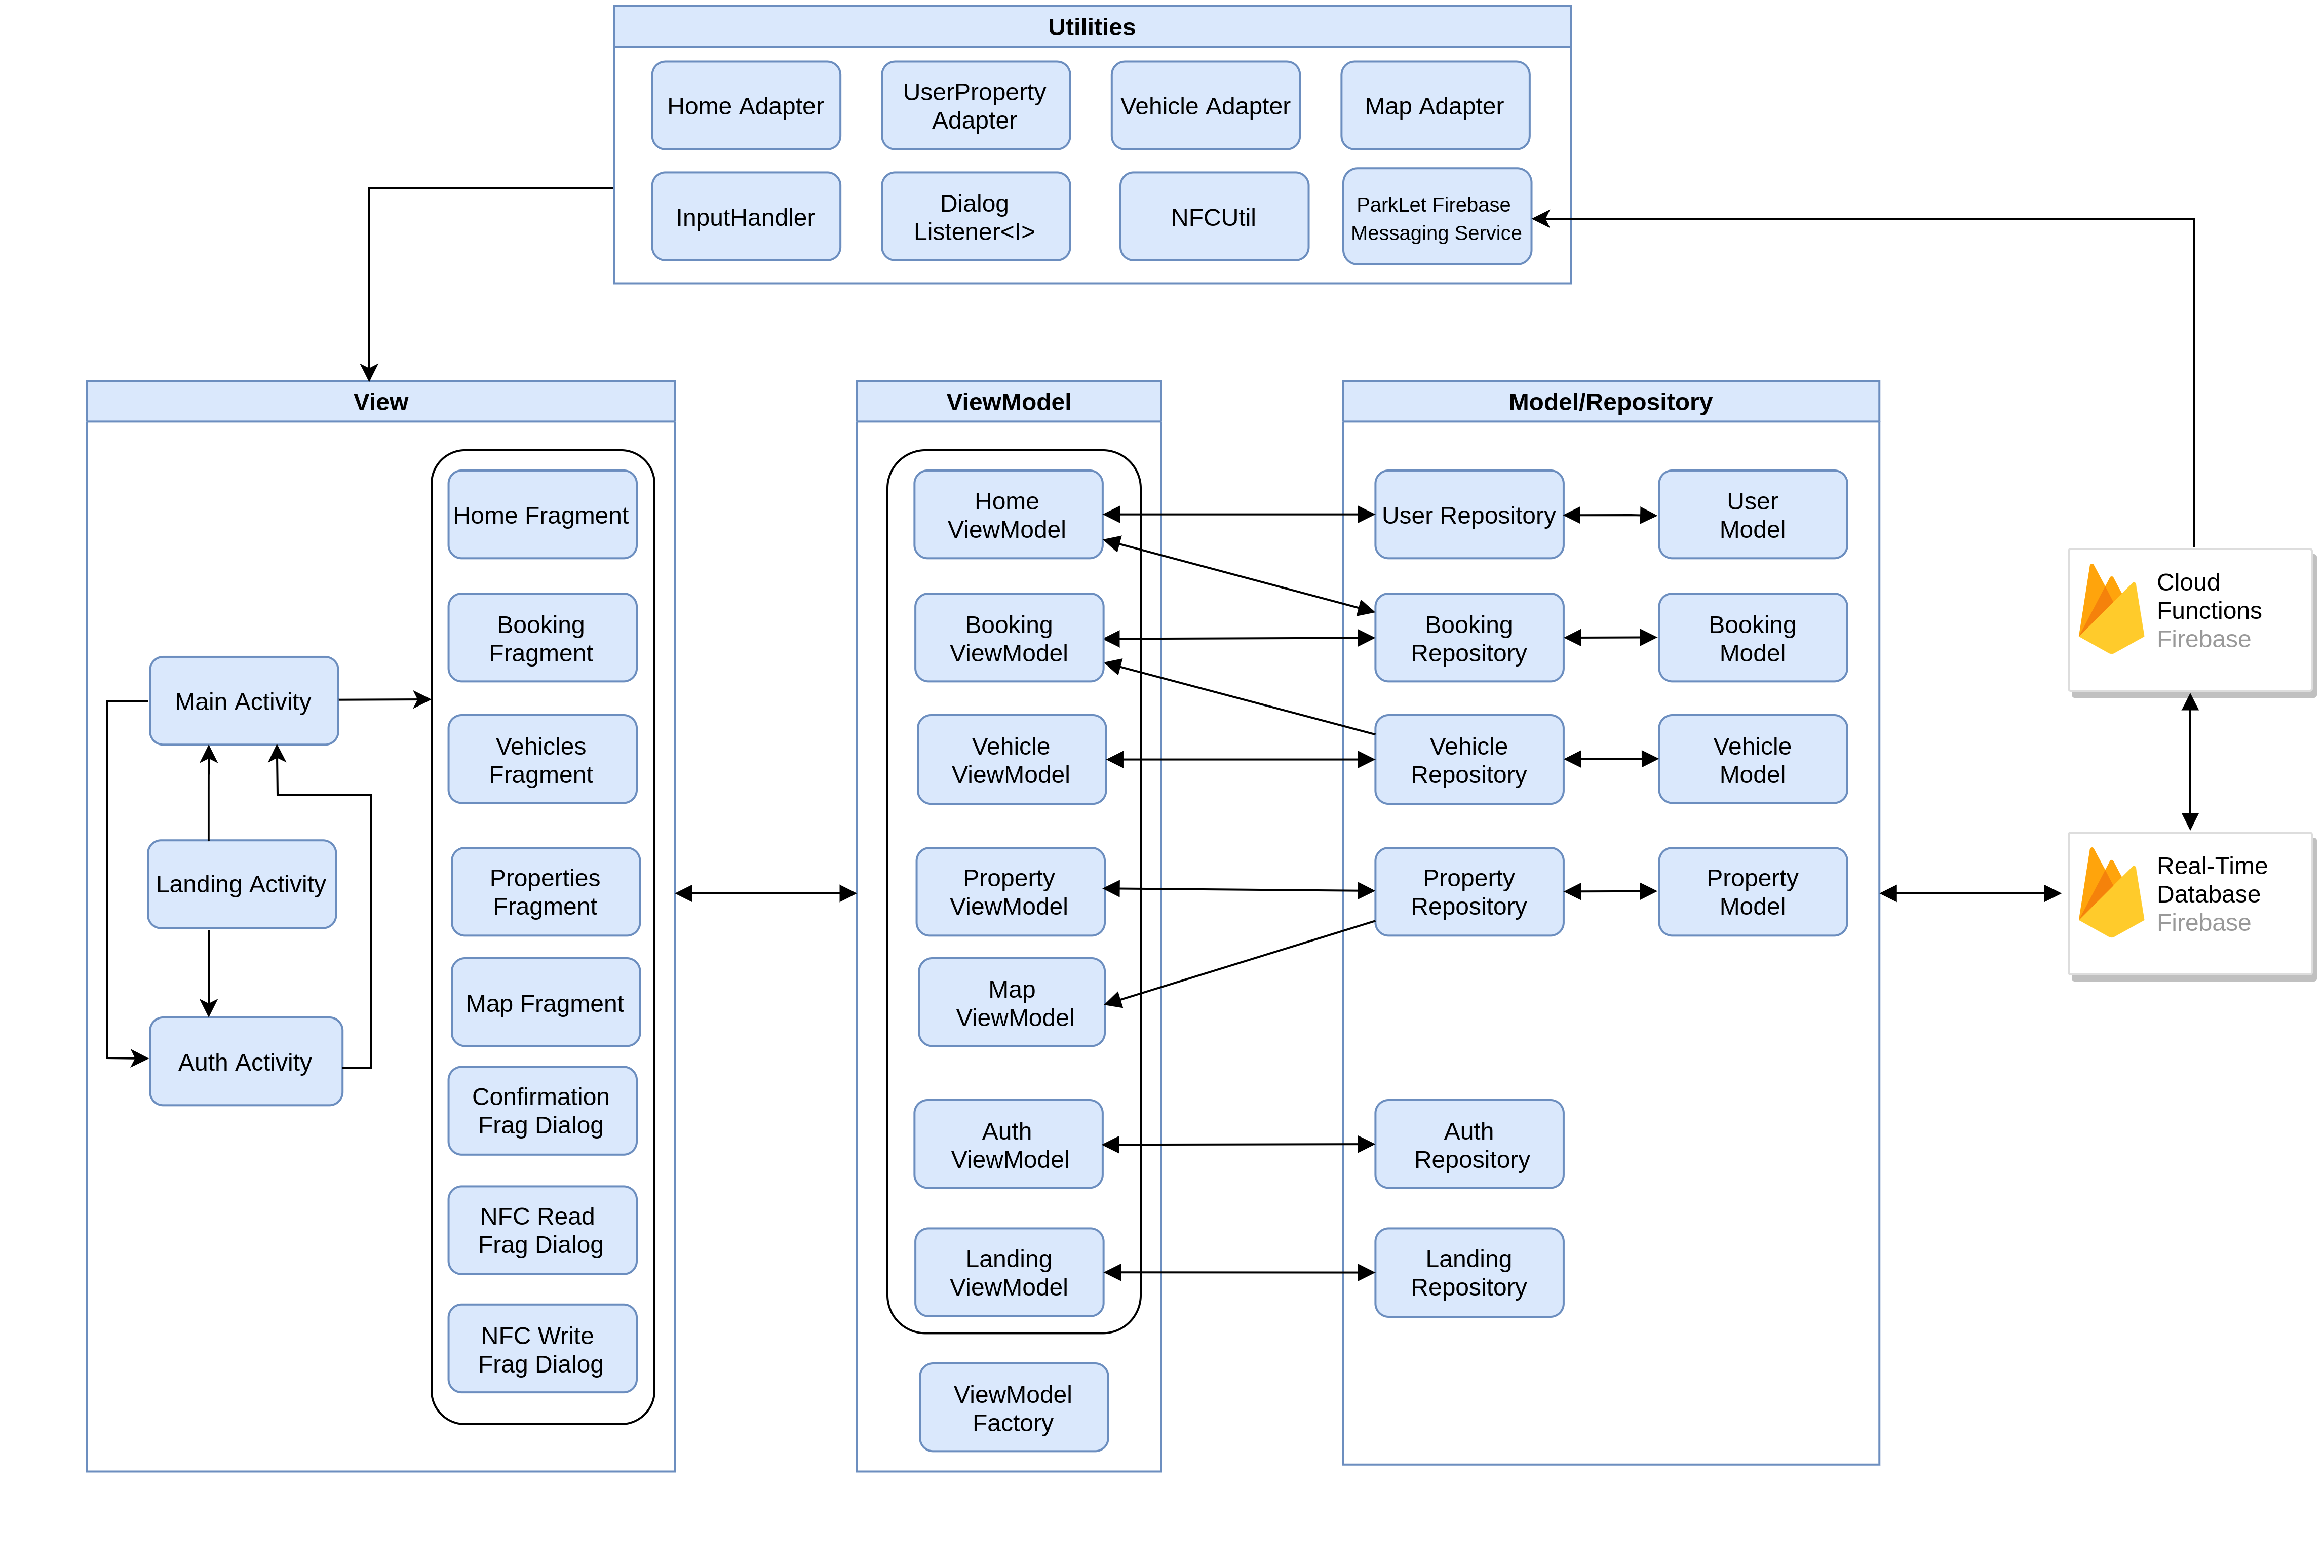 Utilities
Home Adapter
UserProperty
Adapter
Vehicle Adapter
Map Adapter
InputHandler
Dialog
Listener<I>
NFCUtil
ParkLet Firebase
Messaging Service
View
Main Activity
Landing Activity
Auth Activity
Home Fragment
Booking
Fragment
Vehicles
Fragment
Properties
Fragment
Map Fragment
Confirmation
Frag Dialog
NFC Read
Frag Dialog
NFC Write
Frag Dialog
ViewModel
Home
ViewModel
Booking
ViewModel
Vehicle
ViewModel
Property
ViewModel
Map
ViewModel
Auth
ViewModel
Landing
ViewModel
ViewModel
Factory
Model/Repository
User Repository
User
Model
Booking
Repository
Booking
Model
Vehicle
Repository
Vehicle
Model
Property
Repository
Property
Model
Auth
Repository
Landing
Repository
Cloud
Functions
Firebase
Real-Time
Database
Firebase